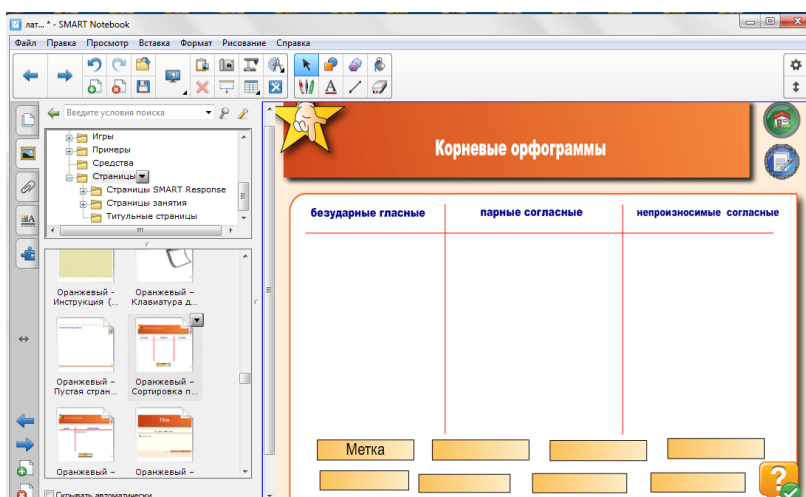 лат... * - SMART Notebook
Файл Правка Просмотр Вставка Формат Рисование Справка
Введите условия поиска
Игры
Примеры
Средства
Страницы
Страницы SMART Response
Страницы занятия
Титульные страницы
Оранжевый -
Инструкция (...
Оранжевый –
Клавиатура д...
Оранжевый –
Пустая стран...
Оранжевый –
Сортировка п...
Оранжевый –
Оранжевый –
Скрывать автоматически
Корневые орфограммы
безударные гласные
парные согласные
непроизносимые согласные
Метка